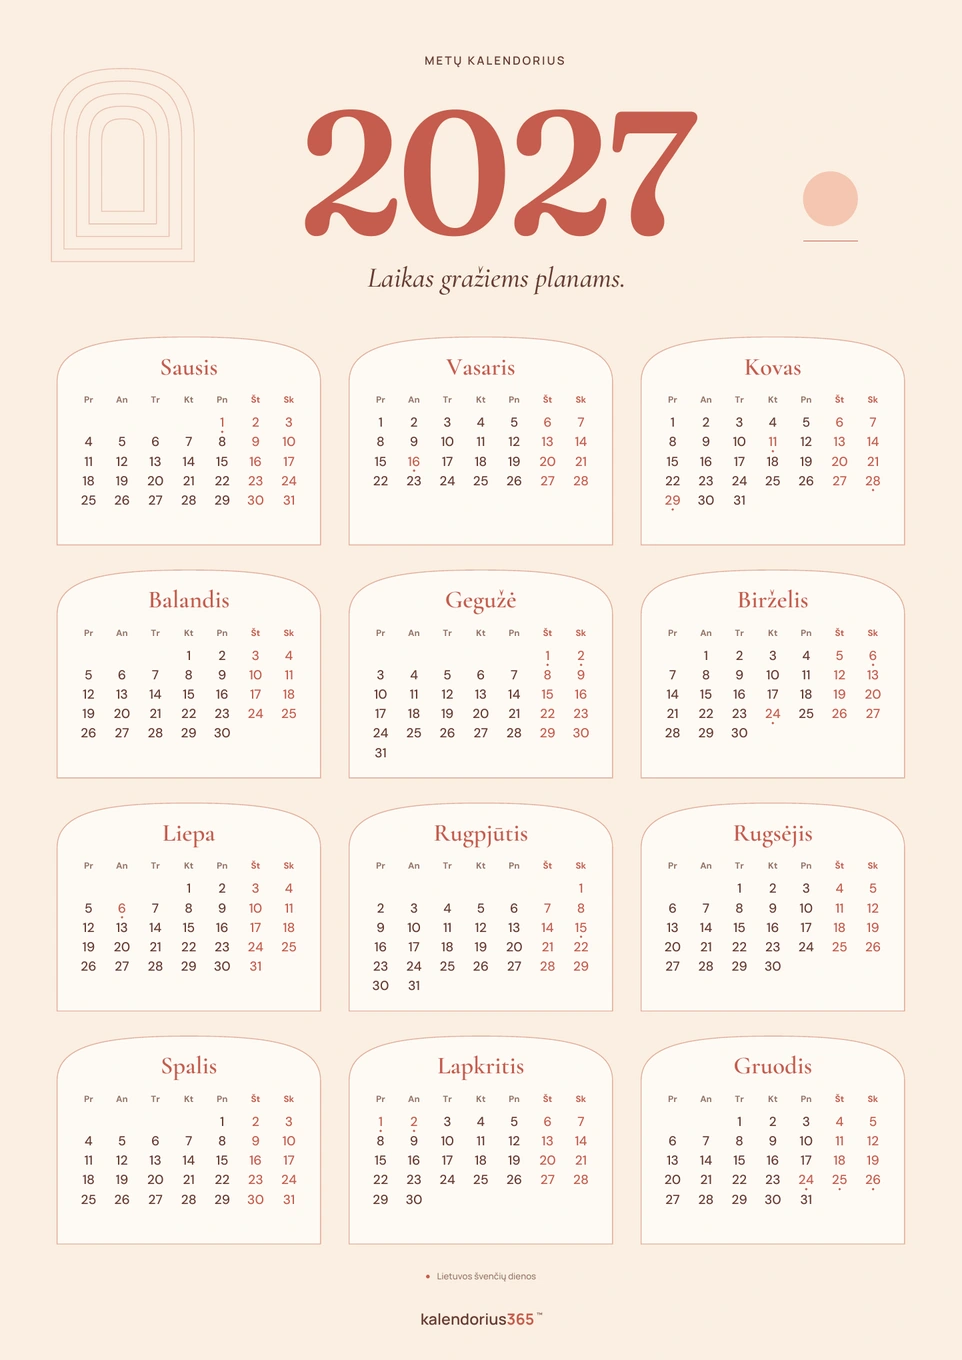 METŲ KALENDORIUS
2027
Laikas gražiems planams.
Sausis
Pr An Tr Kt Pn Št Sk
1 2 3
4 5 6 7 8 9 10
11 12 13 14 15 16 17
18 19 20 21 22 23 24
25 26 27 28 29 30 31
Vasaris
Pr An Tr Kt Pn Št Sk
1 2 3 4 5 6 7
8 9 10 11 12 13 14
15 16 17 18 19 20 21
22 23 24 25 26 27 28
Kovas
Pr An Tr Kt Pn Št Sk
1 2 3 4 5 6 7
8 9 10 11 12 13 14
15 16 17 18 19 20 21
22 23 24 25 26 27 28
29 30 31
Balandis
Pr An Tr Kt Pn Št Sk
1 2 3 4
5 6 7 8 9 10 11
12 13 14 15 16 17 18
19 20 21 22 23 24 25
26 27 28 29 30
Gegužė
Pr An Tr Kt Pn Št Sk
1 2
3 4 5 6 7 8 9
10 11 12 13 14 15 16
17 18 19 20 21 22 23
24 25 26 27 28 29 30
31
Birželis
Pr An Tr Kt Pn Št Sk
1 2 3 4 5 6
7 8 9 10 11 12 13
14 15 16 17 18 19 20
21 22 23 24 25 26 27
28 29 30
Liepa
Pr An Tr Kt Pn Št Sk
1 2 3 4
5 6 7 8 9 10 11
12 13 14 15 16 17 18
19 20 21 22 23 24 25
26 27 28 29 30 31
Rugpjūtis
Pr An Tr Kt Pn Št Sk
1
2 3 4 5 6 7 8
9 10 11 12 13 14 15
16 17 18 19 20 21 22
23 24 25 26 27 28 29
30 31
Rugsėjis
Pr An Tr Kt Pn Št Sk
1 2 3 4 5
6 7 8 9 10 11 12
13 14 15 16 17 18 19
20 21 22 23 24 25 26
27 28 29 30
Spalis
Pr An Tr Kt Pn Št Sk
1 2 3
4 5 6 7 8 9 10
11 12 13 14 15 16 17
18 19 20 21 22 23 24
25 26 27 28 29 30 31
Lapkritis
Pr An Tr Kt Pn Št Sk
1 2 3 4 5 6 7
8 9 10 11 12 13 14
15 16 17 18 19 20 21
22 23 24 25 26 27 28
29 30
Gruodis
Pr An Tr Kt Pn Št Sk
1 2 3 4 5
6 7 8 9 10 11 12
13 14 15 16 17 18 19
20 21 22 23 24 25 26
27 28 29 30 31
• Lietuvos švenčių dienos
kalendorius365™